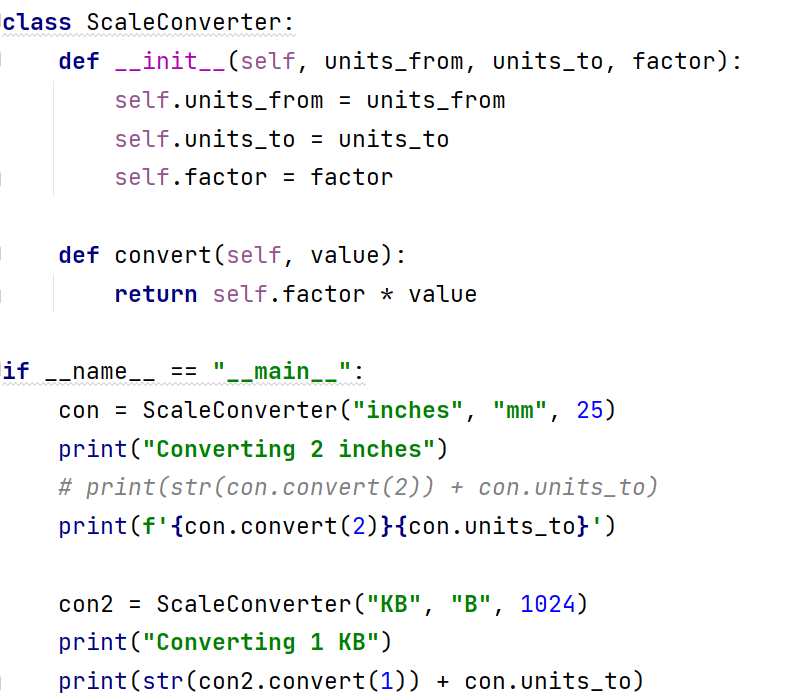 class ScaleConverter:
    def __init__(self, units_from, units_to, factor):
        self.units_from = units_from
        self.units_to = units_to
        self.factor = factor

    def convert(self, value):
        return self.factor * value

if __name__ == "__main__":
    con = ScaleConverter("inches", "mm", 25)
    print("Converting 2 inches")
    # print(str(con.convert(2)) + con.units_to)
    print(f'{con.convert(2)}{con.units_to}')

    con2 = ScaleConverter("KB", "B", 1024)
    print("Converting 1 KB")
    print(str(con2.convert(1)) + con.units_to)